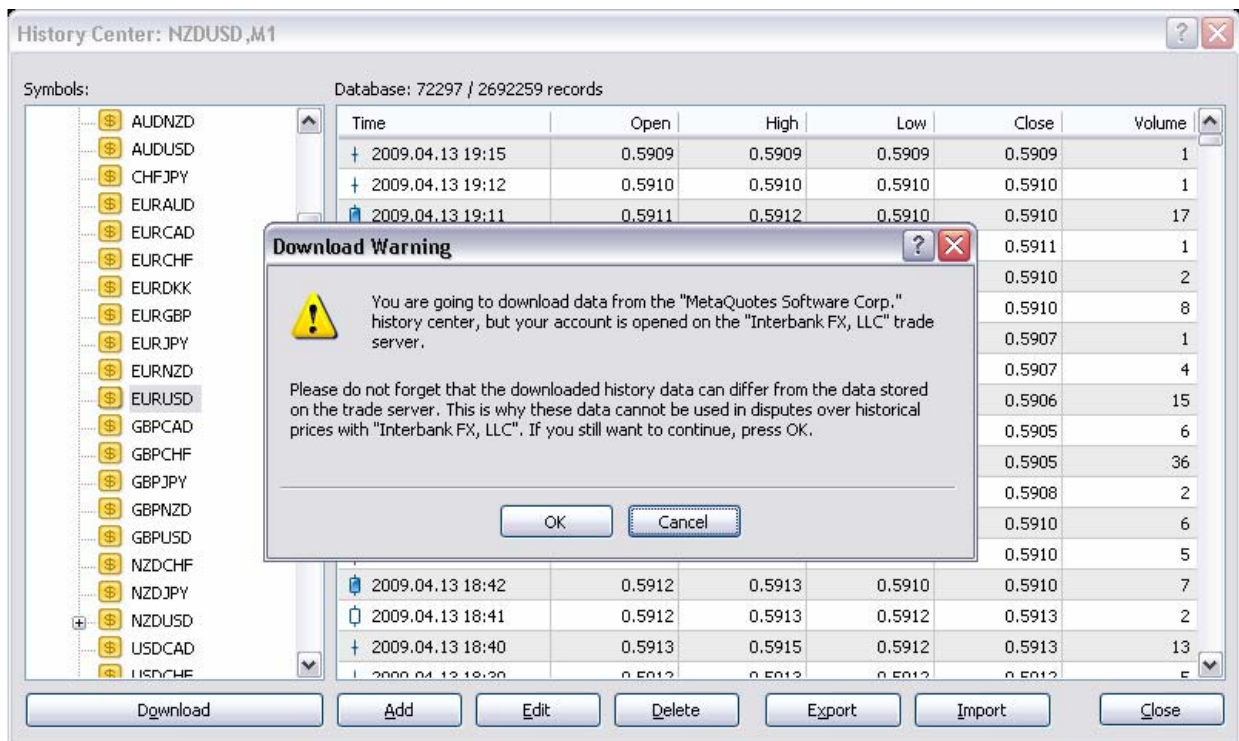 History Center: NZDUSD,M1
Symbols:
Database: 72297 / 2692259 records
AUDNZD
AUDUSD
CHFJPY
EURAUD
EURCAD
EURCHF
EURDKK
EURGBP
EURJPY
EURNZD
EURUSD
GBPCAD
GBPCHF
GBPJPY
GBPNZD
GBPUSD
NZDCHF
NZDJPY
NZDUSD
USDCAD
USDCHF
Time Open High Low Close Volume
2009.04.13 19:15 0.5909 0.5909 0.5909 0.5909 1
2009.04.13 19:12 0.5910 0.5910 0.5910 0.5910 1
2009.04.13 19:11 0.5911 0.5912 0.5910 0.5910 17
0.5911 1
0.5910 2
0.5910 8
0.5907 1
0.5907 4
0.5906 15
0.5905 6
0.5905 36
0.5908 2
0.5910 6
0.5910 5
2009.04.13 18:42 0.5912 0.5913 0.5910 0.5910 7
2009.04.13 18:41 0.5912 0.5913 0.5912 0.5913 2
2009.04.13 18:40 0.5913 0.5915 0.5912 0.5913 13
Download Warning
You are going to download data from the "MetaQuotes Software Corp."
history center, but your account is opened on the "Interbank FX, LLC" trade
server.
Please do not forget that the downloaded history data can differ from the data stored
on the trade server. This is why these data cannot be used in disputes over historical
prices with "Interbank FX, LLC". If you still want to continue, press OK.
OK Cancel
Download Add Edit Delete Export Import Close